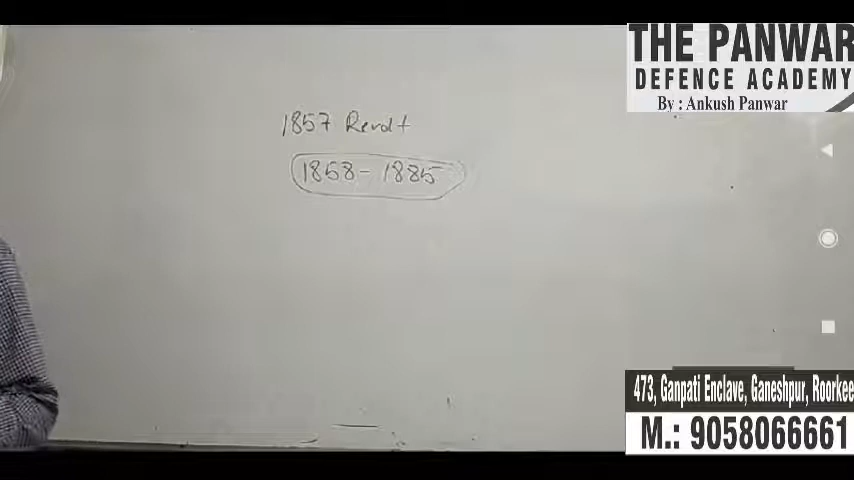 THE PANWAR
DEFENCE ACADEMY
By : Ankush Panwar
1857 Revolt
1858 - 1885
473, Ganpati Enclave, Ganeshpur, Roorkee
M.: 9058066661